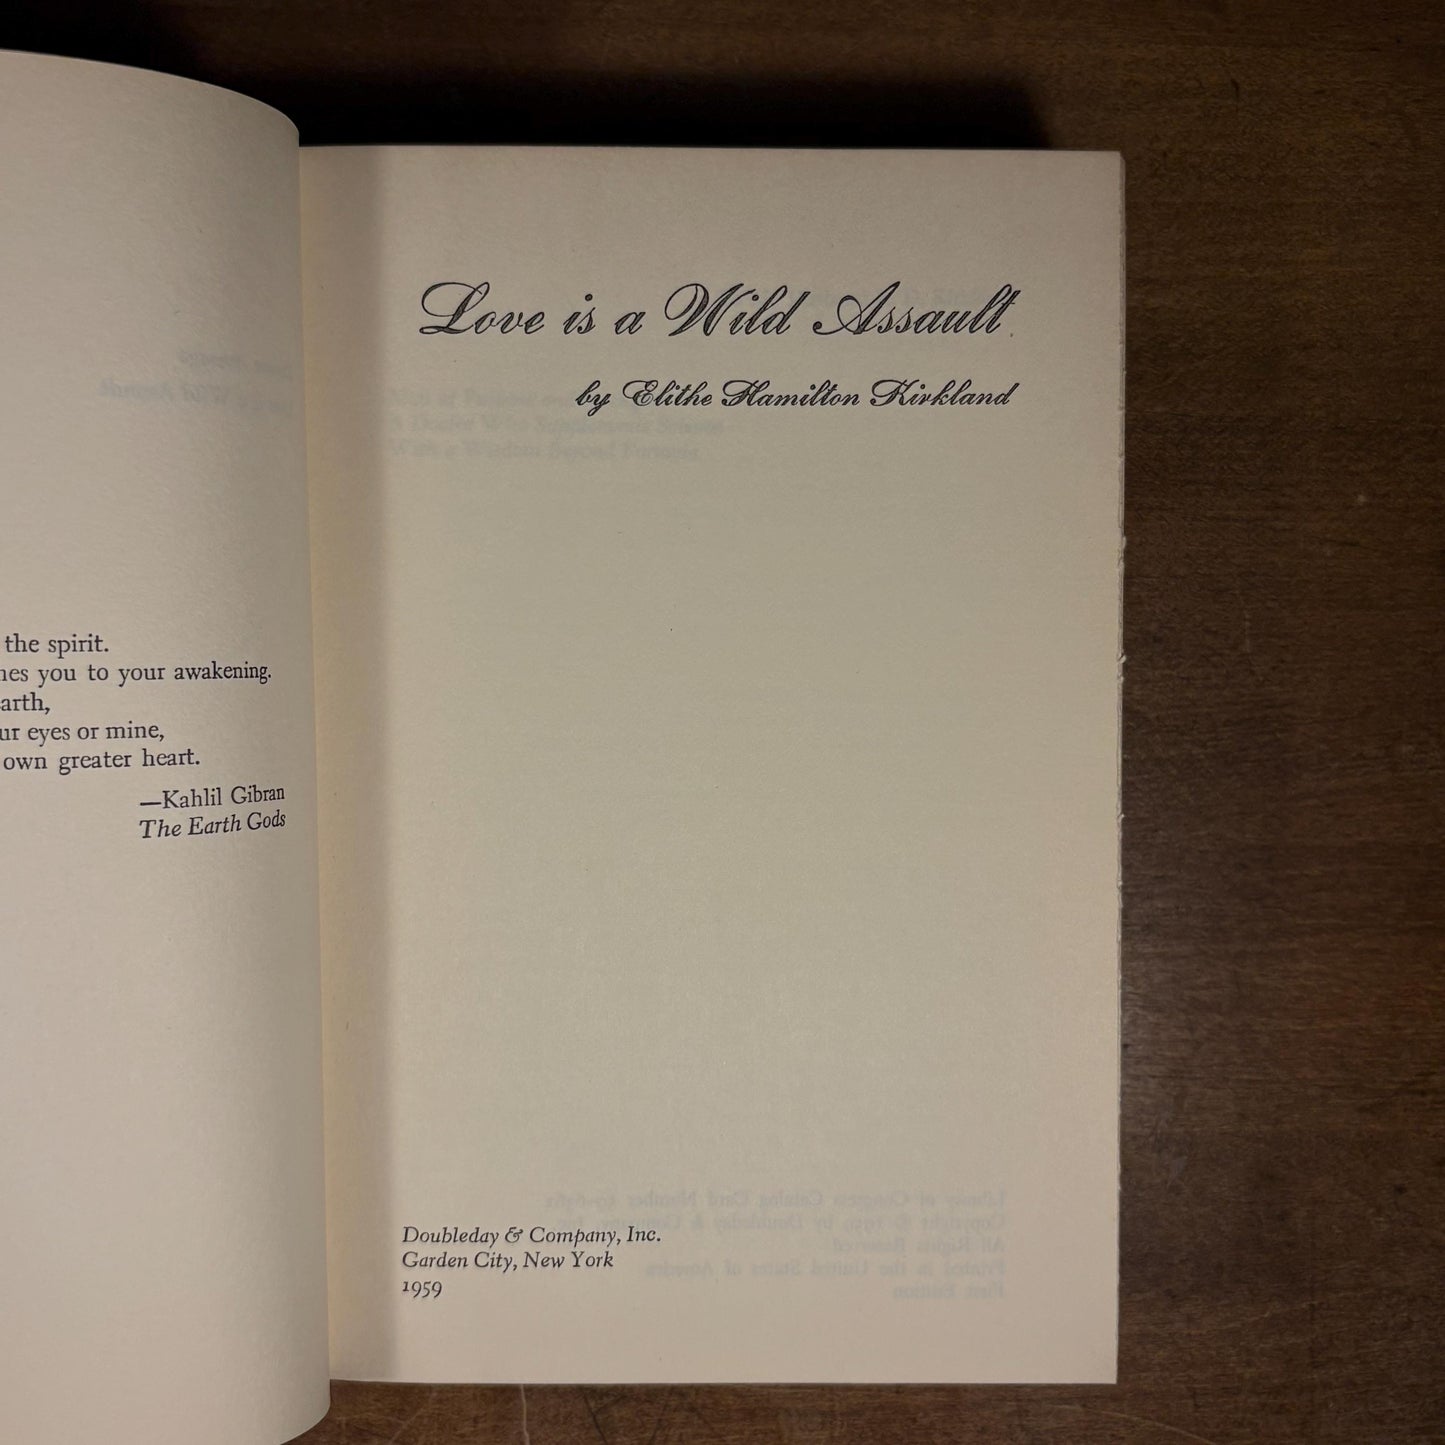 the spirit.
nes you to your awakening.
arth,
ur eyes or mine,
own greater heart.
—Kahlil Gibran
The Earth Gods
Love is a Wild Assault
by Elithe Hamilton Kirkland
Doubleday & Company, Inc.
Garden City, New York
1959